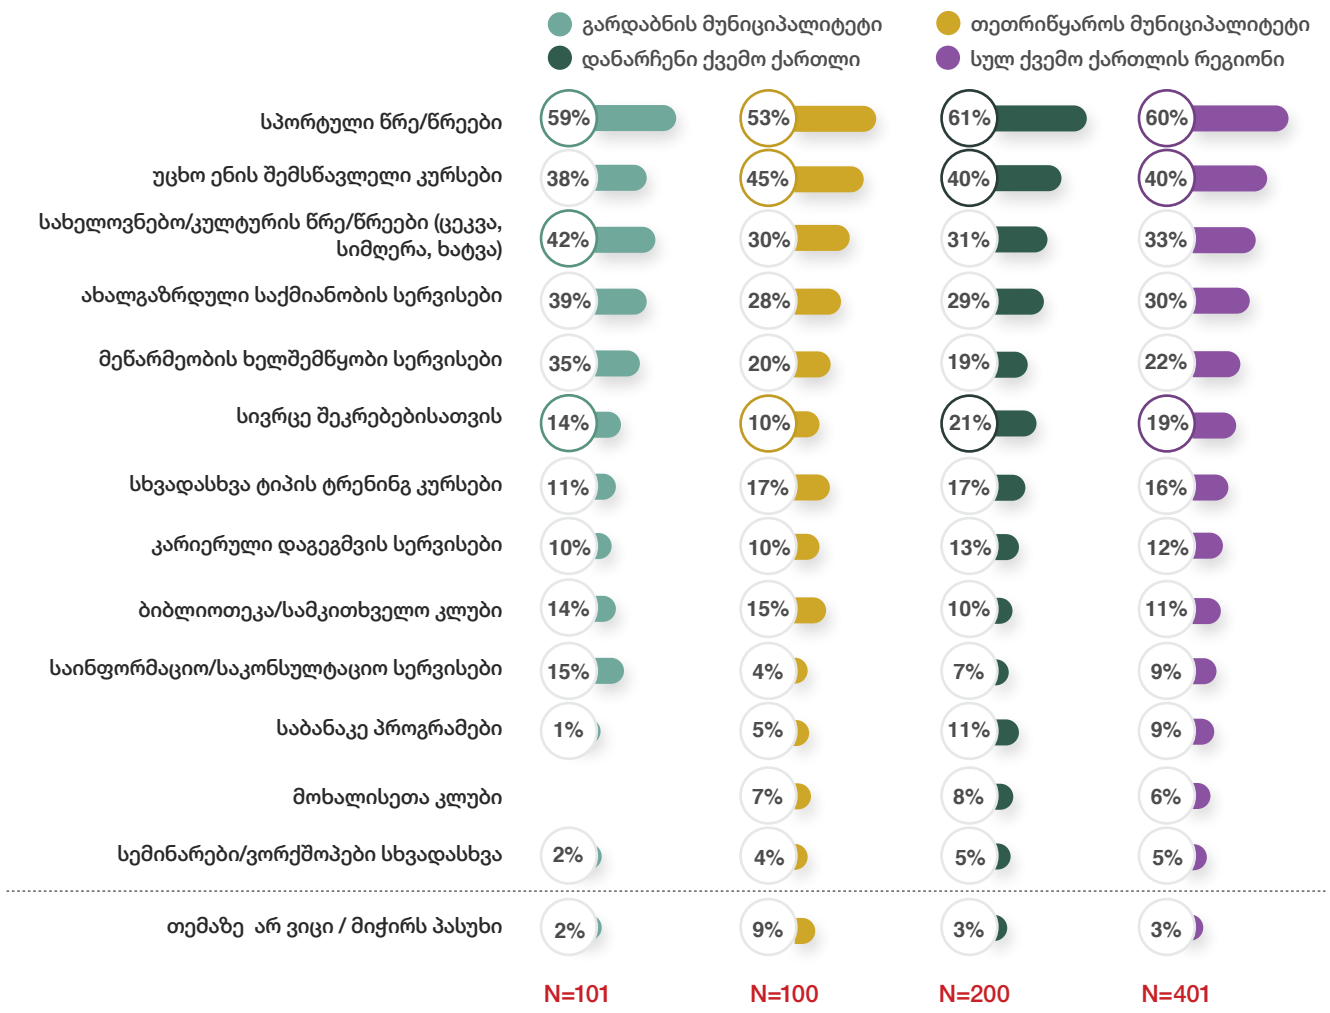 გარდაბნის მუნიციპალიტეტი
თეთრიწყაროს მუნიციპალიტეტი
დანარჩენი ქვემო ქართლი
სულ ქვემო ქართლის რეგიონი
სპორტული წრე/წრეები 59% 53% 61% 60%
უცხო ენის შემსწავლელი კურსები 38% 45% 40% 40%
სახელოვნებო/კულტურის წრე/წრეები (ცეკვა,
სიმღერა, ხატვა) 42% 30% 31% 33%
ახალგაზრდული საქმიანობის სერვისები 39% 28% 29% 30%
მეწარმეობის ხელშემწყობი სერვისები 35% 20% 19% 22%
სივრცე შეკრებებისათვის 14% 10% 21% 19%
სხვადასხვა ტიპის ტრენინგ კურსები 11% 17% 17% 16%
კარიერული დაგეგმვის სერვისები 10% 10% 13% 12%
ბიბლიოთეკა/სამკითხველო კლუბი 14% 15% 10% 11%
საინფორმაციო/საკონსულტაციო სერვისები 15% 4% 7% 9%
საბანაკე პროგრამები 1% 5% 11% 9%
მოხალისეთა კლუბი 7% 8% 6%
სემინარები/ვორქშოპები სხვადასხვა 2% 4% 5% 5%
თემაზე არ ვიცი / მიჭირს პასუხი 2% 9% 3% 3%
N=101 N=100 N=200 N=401